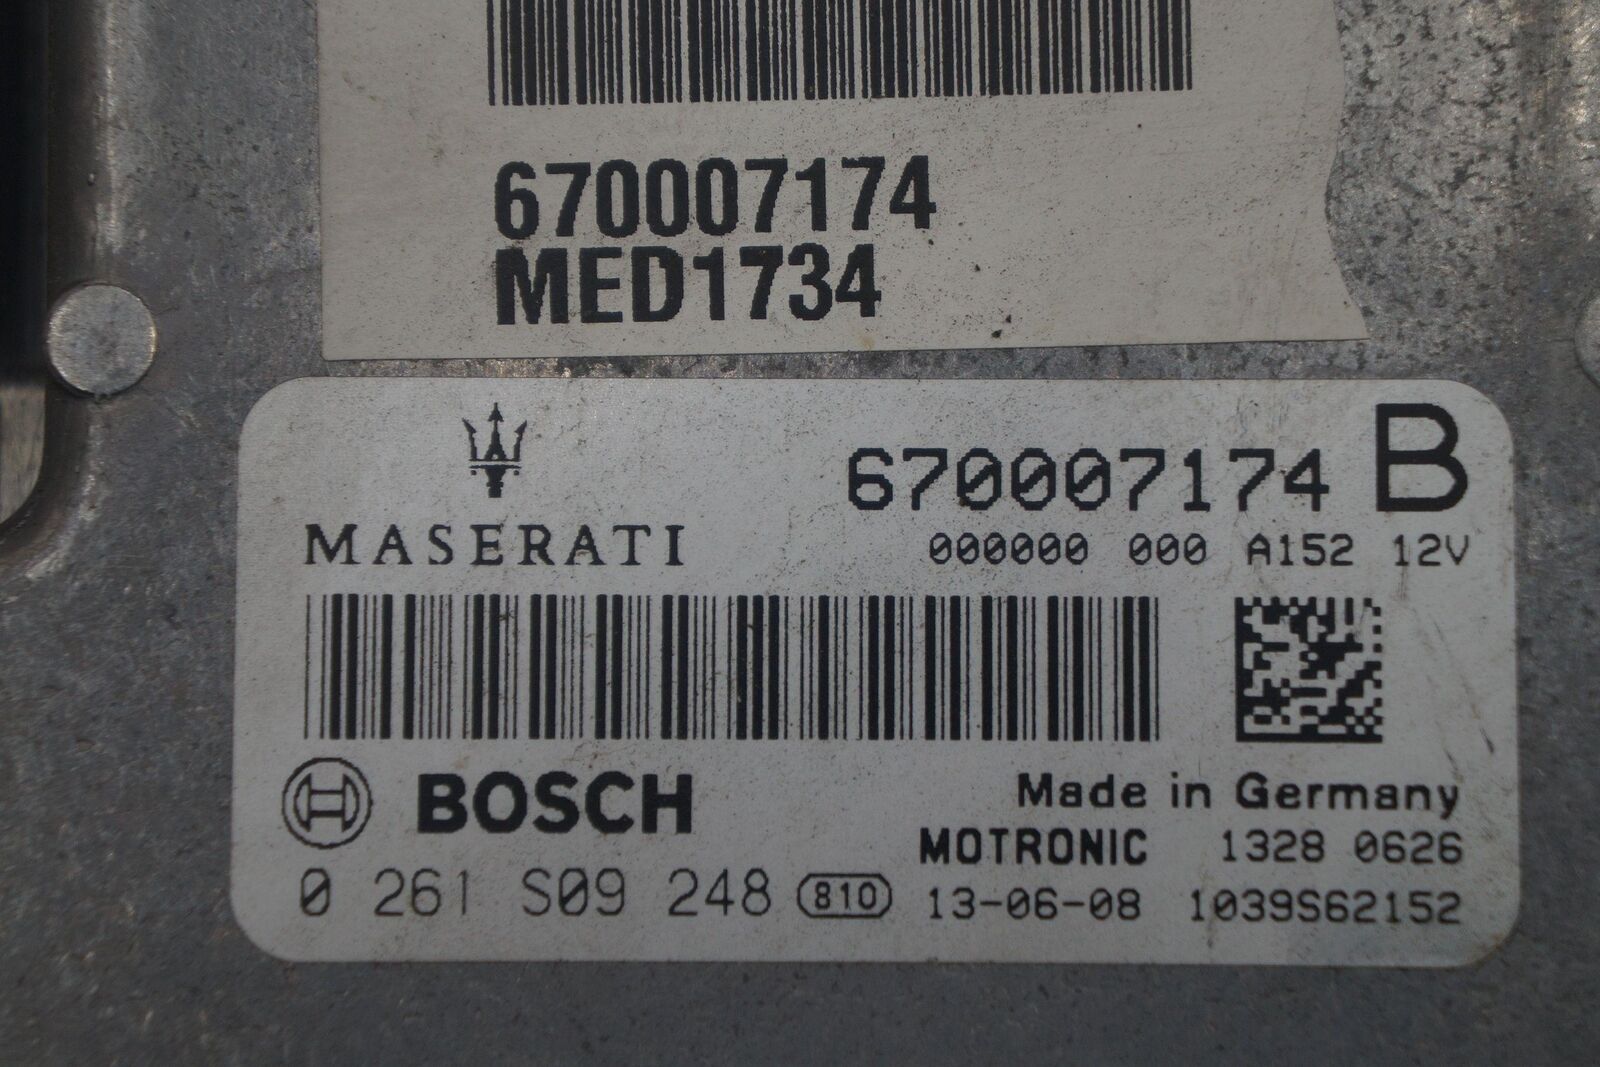 670007174
MED1734
670007174 B
MASERATI
000000 000 A152 12V
BOSCH
Made in Germany
MOTRONIC 1328 0626
0 261 S09 248 810 13-06-08 1039S62152